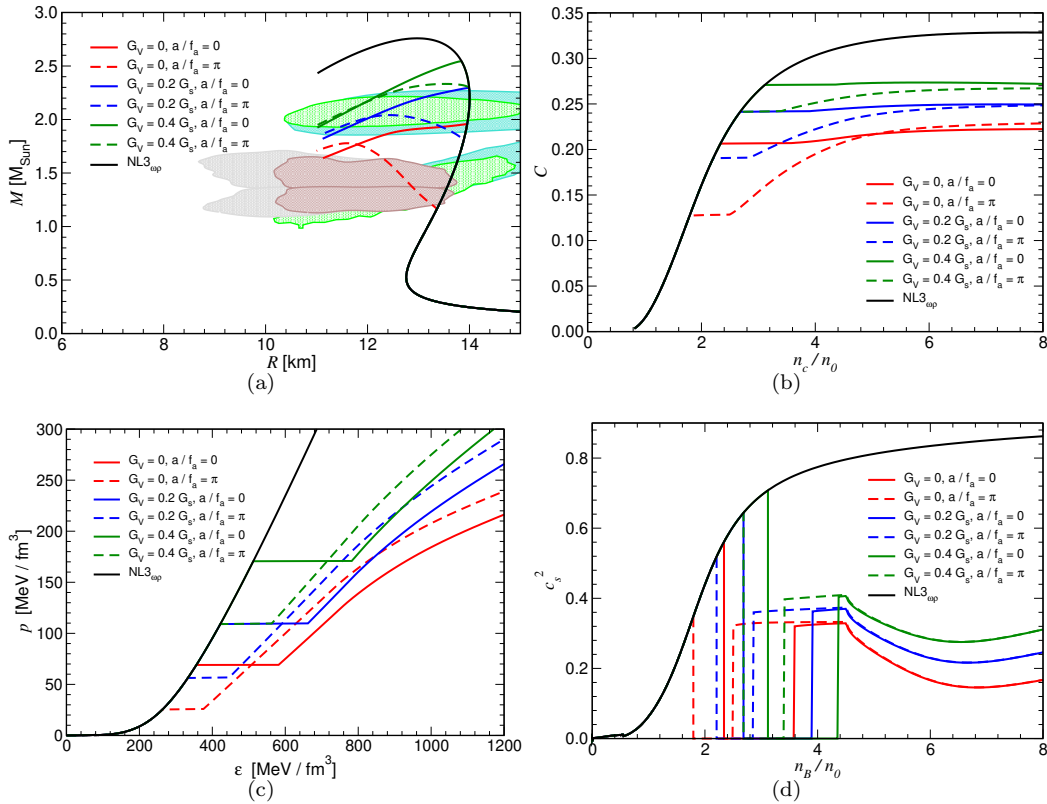 3.0
2.5
2.0
1.5
1.0
0.5
0.0
M [M_Sun]
G_V = 0, a / f_a = 0
G_V = 0, a/f_a = π
G_V = 0.2 G_s, a / f_a = 0
G_V = 0.2 G_s, a / f_a = π
G_V = 0.4 G_s, a / f_a = 0
G_V = 0.4 G_s, a / f_a = π
NL3_ωρ
6 8 10 12 14
R [km]
(a)
0.35
0.30
0.25
0.20
0.15
0.10
0.05
0.00
C
G_V = 0, a / f_a = 0
G_V = 0, a / f_a = π
G_V = 0.2 G_s, a / f_a = 0
G_V = 0.2 G_s, a / f_a = π
G_V = 0.4 G_s, a / f_a = 0
G_V = 0.4 G_s, a / f_a = π
NL3_ωρ
0 2 4 6 8
n_c/n_0
(b)
300
250
200
150
100
50
0
p [MeV / fm^3]
G_V = 0, a / f_a = 0
G_V = 0, a / f_a = π
G_V = 0.2 G_s, a / f_a = 0
G_V = 0.2 G_s, a / f_a = π
G_V = 0.4 G_s, a / f_a = 0
G_V = 0.4 G_s, a / f_a = π
NL3_ωρ
0 200 400 600 800 1000 1200
ε [MeV / fm^3]
(c)
0.8
0.6
0.4
0.2
0.0
c_s^2
G_V = 0, a / f_a = 0
G_V = 0, a / f_a = π
G_V = 0.2 G_s, a / f_a = 0
G_V = 0.2 G_s, a / f_a = π
G_V = 0.4 G_s, a / f_a = 0
G_V = 0.4 G_s, a / f_a = π
NL3_ωρ
0 2 4 6 8
n_B/n_0
(d)